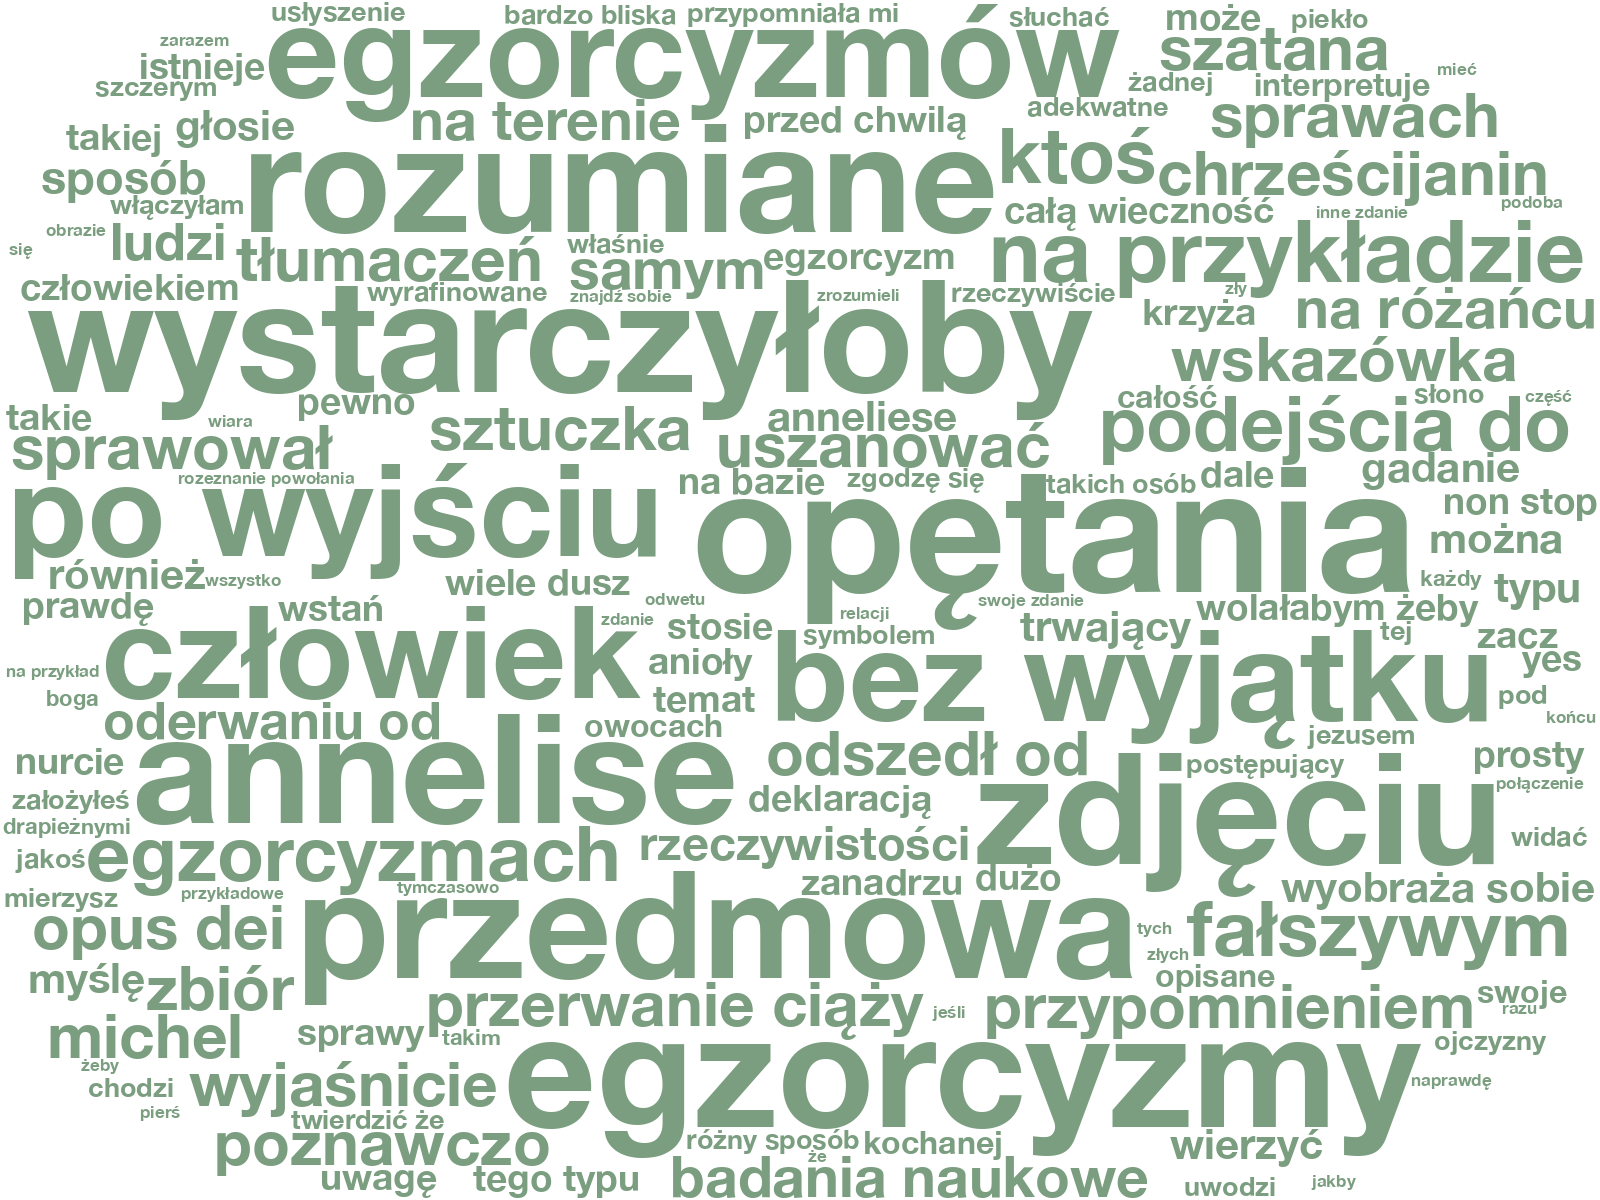 usłyszenie
bardzo bliska
przypomniała mi
słuchać
może
piekło
zarazem
egzorcyzmów
szatana
istnieje
mieć
szczerym
żadnej
interpretuje
adekwatne
takiej
głosie
na terenie
przed chwilą
sprawach
rozumiane
ktoś
chrześcijanin
sposób
włączyłam
całą wieczność
inne zdanie
podoba
obrazie
się
ludzi
tłumaczeń
właśnie
samym
egzorcyzm
na przykładzie
człowiekiem
wyrafinowane
znajdź sobie
zrozumieli
rzeczywiście
zły
krzyża
na różańcu
wystarczyłoby
wskazówka
pewno
całość
słono
część
takie
wiara
sztuczka
anneliese
podejścia do
sprawował
uszanować
rozeznanie powołania
na bazie
zgodzę się
takich osób
dale
gadanie
po wyjściu
opętania
non stop
można
również
wszystko
wiele dusz
każdy
typu
prawdę
wstań
odwetu
swoje zdanie
wolałabym żeby
człowiek
zdanie
stosie
relacji
symbolem
trwający
tej
zacz
na przykład
anioły
bez wyjątku
yes
boga
temat
pod
oderwaniu od
owocach
końcu
jezusem
annelise
nurcie
odszedł od
postępujący
prosty
założyłeś
deklaracją
zdjęciu
połączenie
drapieżnymi
jakoś
egzorcyzmach
rzeczywistości
widać
mierzysz
przykładowe
tymczasowo
zanadrzu
dużo
wyobraża sobie
opus dei
przedmowa
tych
fałszywym
złych
myślę
zbiór
opisane
przerwanie ciąży
jeśli
przypomnieniem
swoje
razu
michel
sprawy
takim
egzorcyzmy
ojczyzny
żeby
chodzi
wyjaśnicie
naprawdę
pierś
twierdzić że
poznawczo
różny sposób
kochanej
wierzyć
że
uwagę
tego typu
badania naukowe
uwodzi
jakby